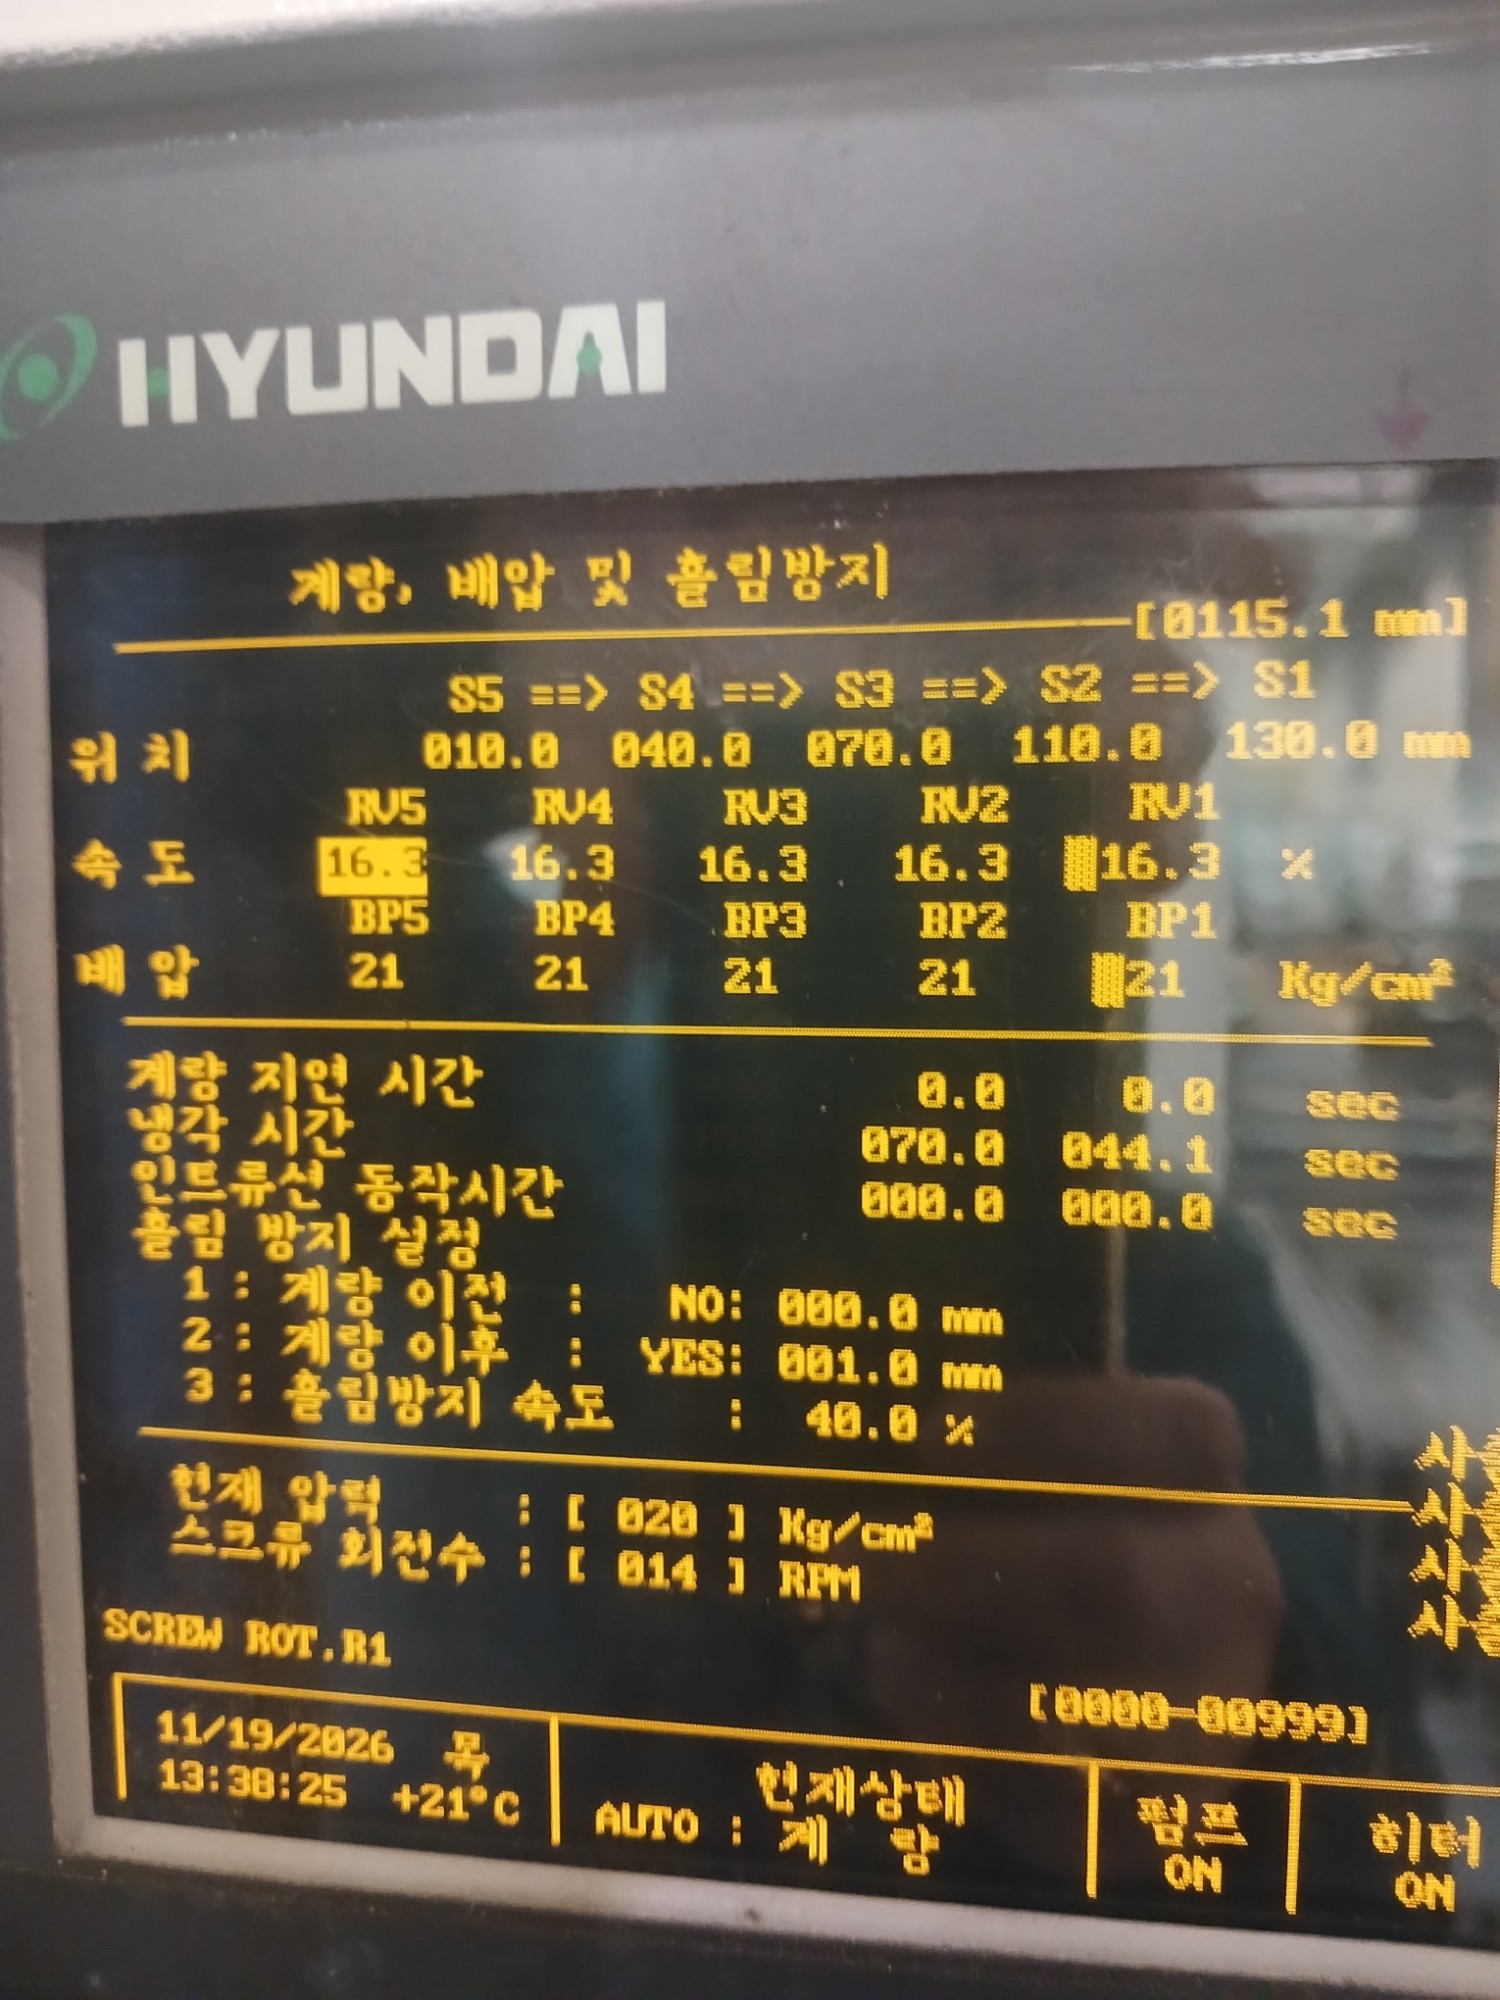 HYUNDAI
계량, 배압 및 흘림방지
[0115.1 mm]
S5 ==> S4 ==> S3 ==> S2 ==> S1
위 치 010.0 040.0 070.0 110.0 130.0 mm
RV5 RV4 RV3 RV2 RV1
속 도 16.3 16.3 16.3 16.3 16.3 %
BP5 BP4 BP3 BP2 BP1
배 압 21 21 21 21 21 Kg/cm²
계량 지연 시간 0.0 0.0 sec
냉각 시간 070.0 044.1 sec
인트류션 동작시간 000.0 000.0 sec
흘림 방지 설정
1 : 계량 이전 : NO: 000.0 mm
2 : 계량 이후 : YES: 001.0 mm
3 : 흘림방지 속도 : 40.0 %
현재 압력 : [ 020 ] Kg/cm²
스크류 회전수 : [ 014 ] RPM
SCREW ROT.R1
[0000-00999]
11/19/2026 목
13:38:25 +21°C
현재상태
AUTO : 계 량
펌프
ON
히터
ON